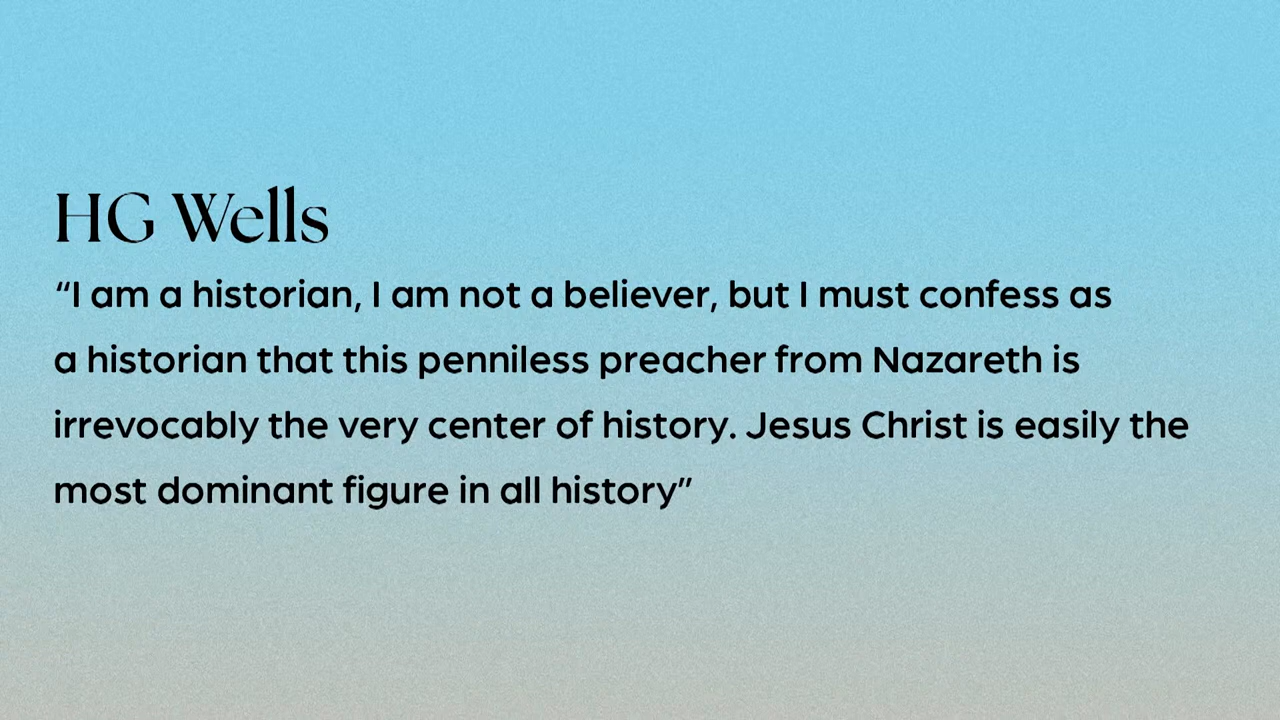 HG Wells
“I am a historian, I am not a believer, but I must confess as
a historian that this penniless preacher from Nazareth is
irrevocably the very center of history. Jesus Christ is easily the
most dominant figure in all history”